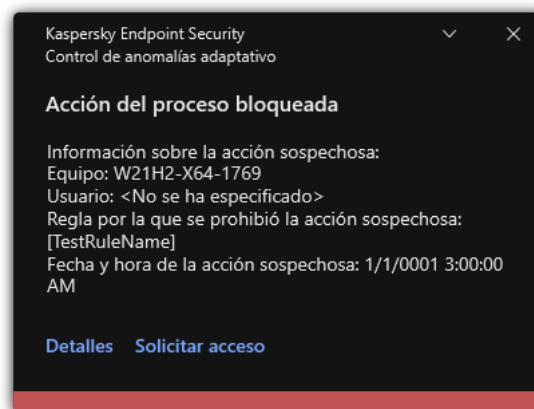 Kaspersky Endpoint Security
Control de anomalías adaptativo
Acción del proceso bloqueada
Información sobre la acción sospechosa:
Equipo: W21H2-X64-1769
Usuario: <No se ha especificado>
Regla por la que se prohibió la acción sospechosa:
[TestRuleName]
Fecha y hora de la acción sospechosa: 1/1/0001 3:00:00
AM
Detalles Solicitar acceso